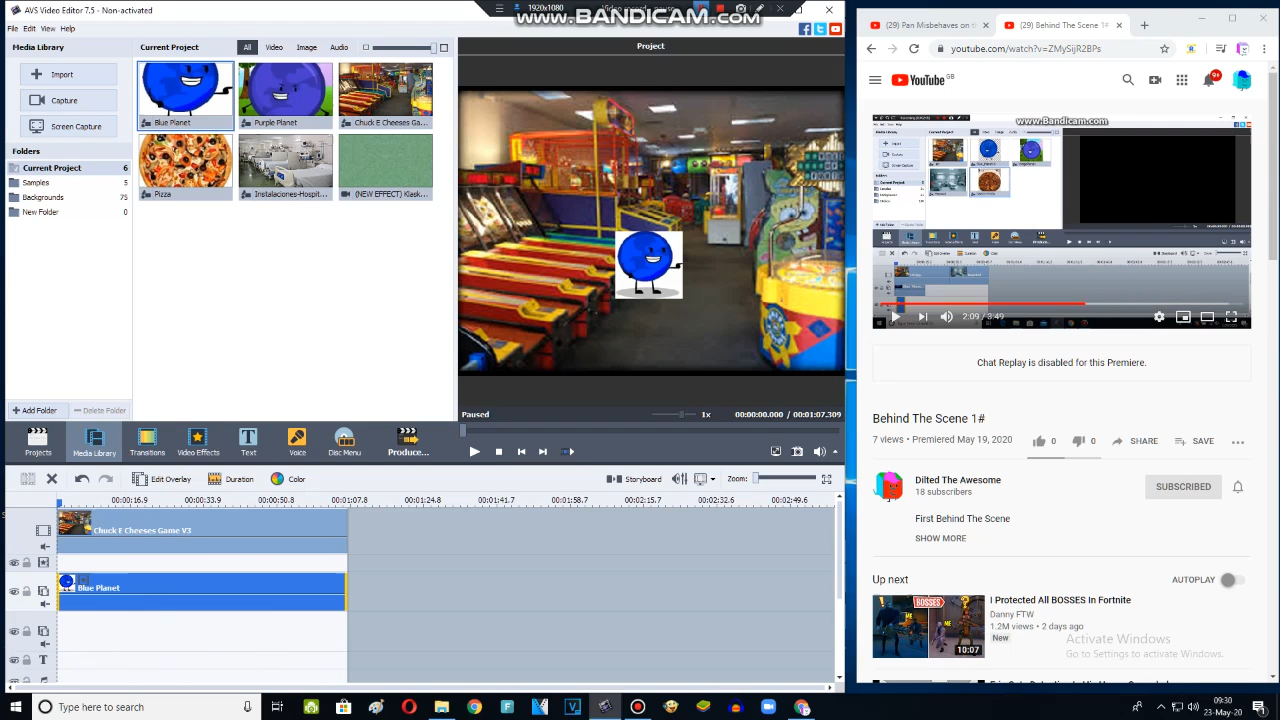 AVS Video Editor 7.5 - Non-activated
1920x1080
www.BANDICAM.com
File Edit View Help
Media Library
Import
Capture
Screen Capture
Folders
Current Project
Samples 5
Backgrounds 75
New Folder 0
Add Folder
Delete Folder
Current Project
All Video Image Audio
Blue Planet
Purple Planet
Chuck E Cheeses Ga...
Pizza
Instalaciones-Hospit...
(NEW EFFECT) Klask...
Project
Paused
1x
00:00:00.000 / 00:01:07.309
Projects
Media Library
Transitions
Video Effects
Text
Voice
Disc Menu
Produce...
Edit Overlay
Duration
Color
Storyboard
Zoom:
00:00:16.9 00:00:33.9 00:00:50.8 00:01:07.8 00:01:24.8 00:01:41.7 00:01:58.7 00:02:15.7 00:02:32.6 00:02:49.6
Chuck E Cheeses Game V3
Blue Planet
T
(29) Pan Misbehaves on t
(29) Behind The Scene 1#
youtube.com/watch?v=ZMySijR2BPs
YouTube GB
9+
www.Bandicam.com
2:09 / 3:49
Chat Replay is disabled for this Premiere.
Behind The Scene 1#
7 views • Premiered May 19, 2020
0
0
SHARE
SAVE
Dilted The Awesome
18 subscribers
SUBSCRIBED
First Behind The Scene
SHOW MORE
Up next
AUTOPLAY
I Protected All BOSSES In Fortnite
Danny FTW
1.2M views • 2 days ago
New
BOSSES
ME
ME
10:07
Activate Windows
Go to Settings to activate Windows.
Type here to search
09:30
23-May-20